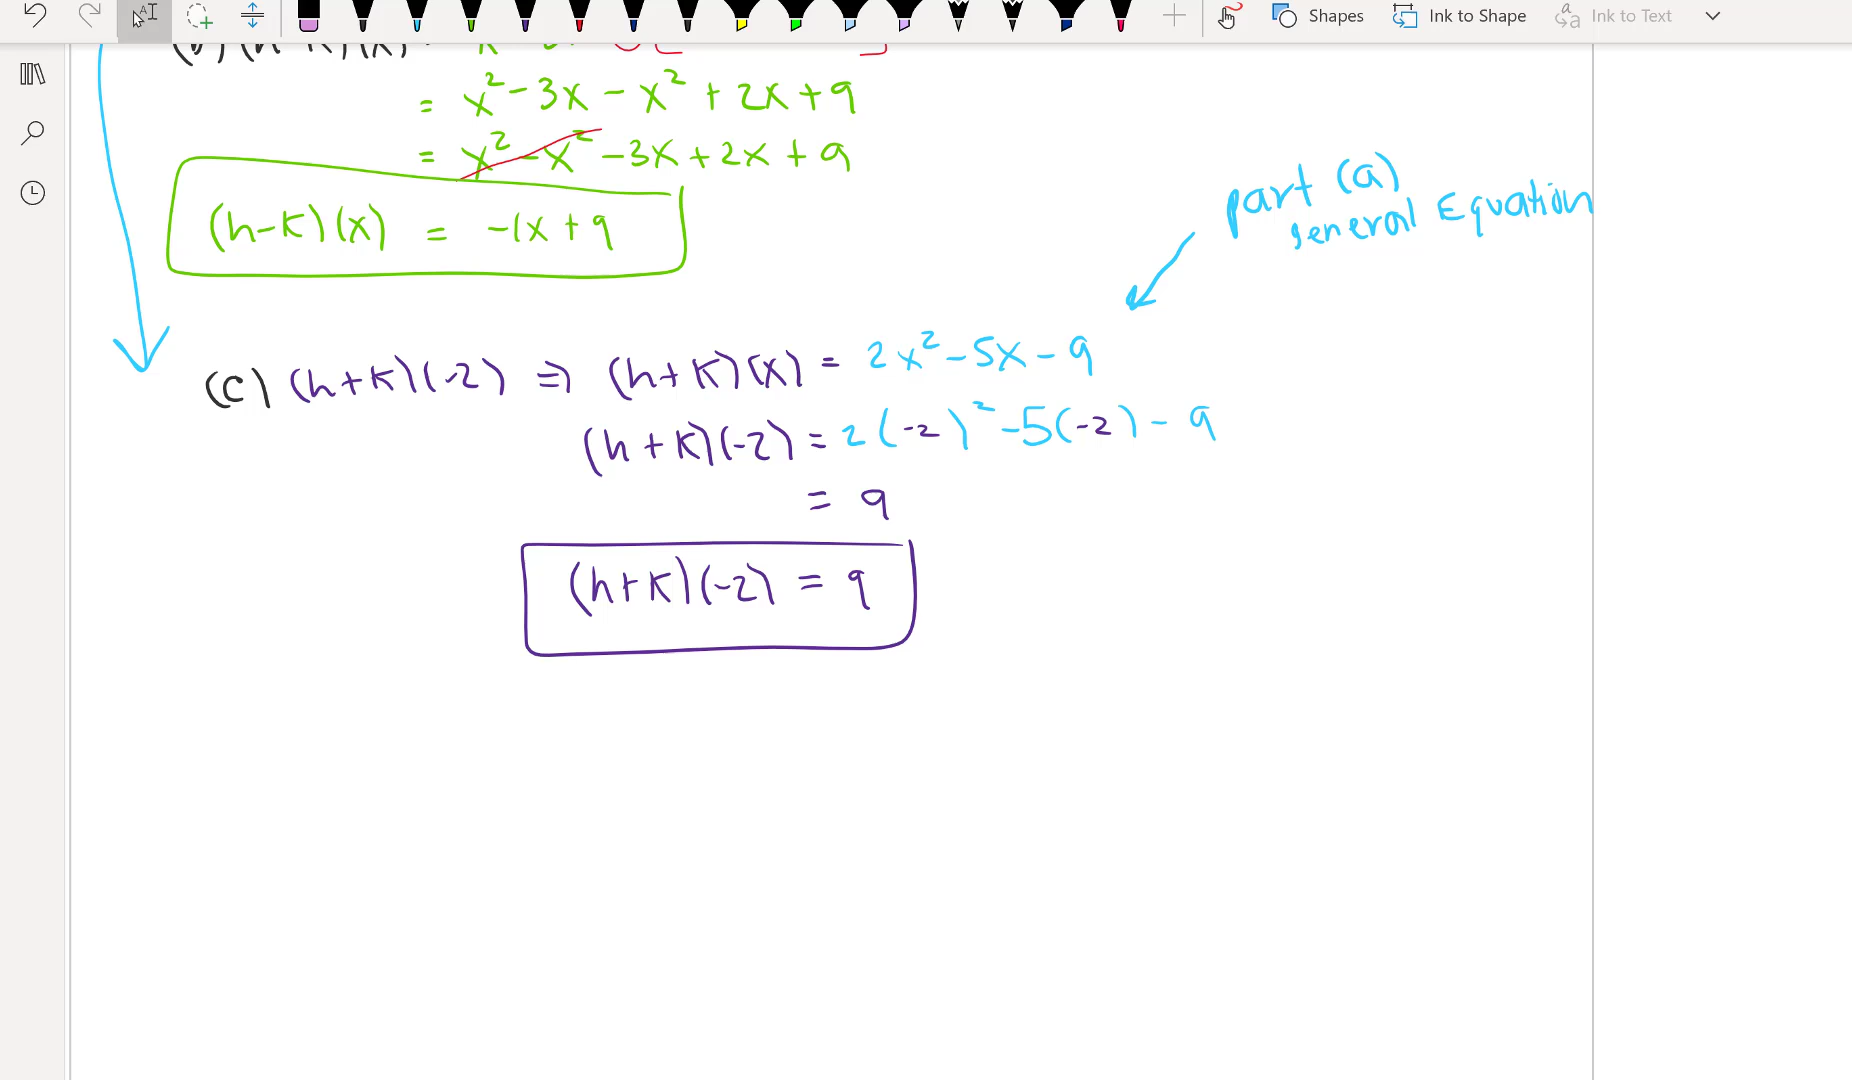 Shapes Ink to Shape Ink to Text
(h-k)(x) =
= x² - 3x - x² + 2x + 9
= x² - x² - 3x + 2x + 9
(h-k)(x) = -1x + 9
part (a)
general Equation
(c) (h+k)(-2) ⇒ (h+k)(x) = 2x² - 5x - 9
(h+k)(-2) = 2(-2)² - 5(-2) - 9
= 9
(h+k)(-2) = 9